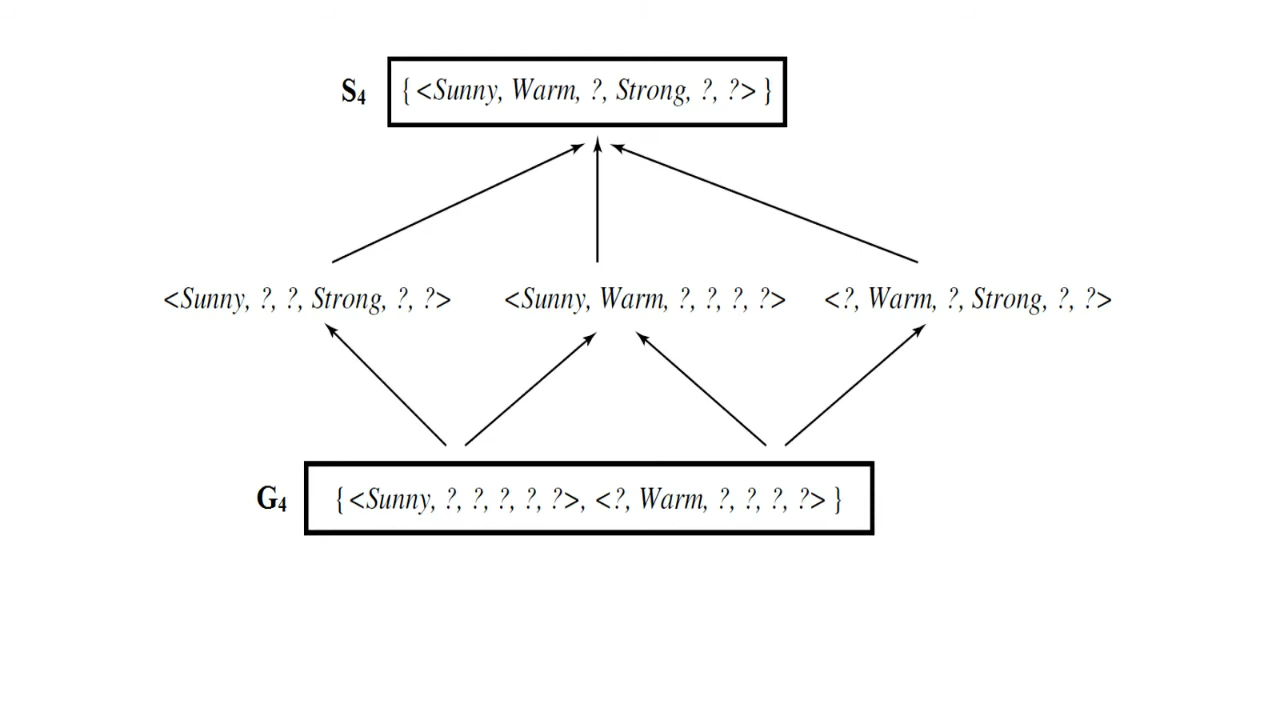 S4 { <Sunny, Warm, ?, Strong, ?, ?> }
<Sunny, ?, ?, Strong, ?, ?> <Sunny, Warm, ?, ?, ?, ?> <?, Warm, ?, Strong, ?, ?>
G4 { <Sunny, ?, ?, ?, ?, ?>, <?, Warm, ?, ?, ?, ?> }